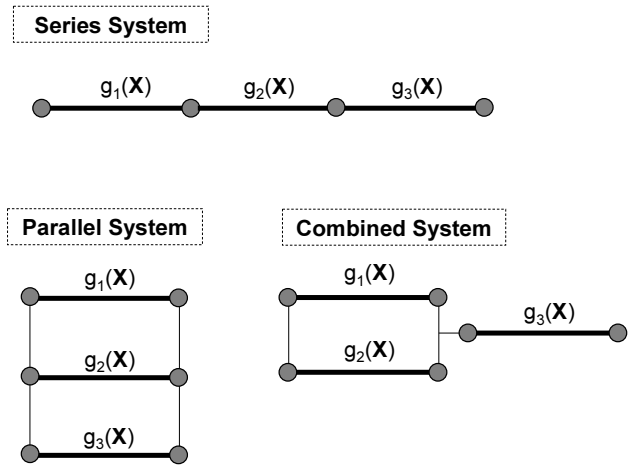 Series System
g₁(X) g₂(X) g₃(X)
Parallel System
g₁(X)
g₂(X)
g₃(X)
Combined System
g₁(X)
g₂(X)
g₃(X)